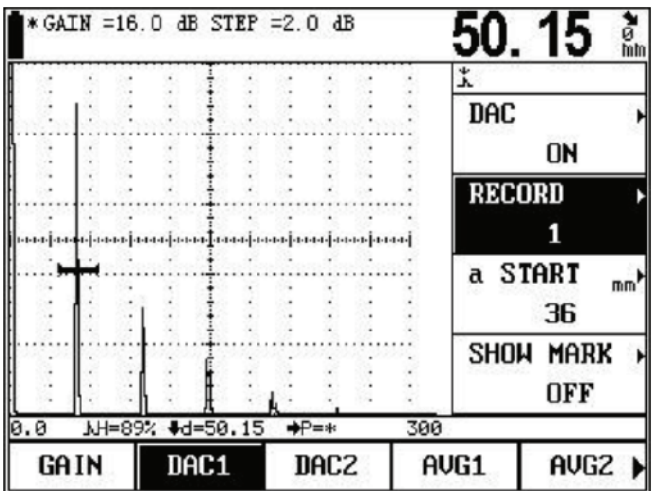 * GAIN =16.0 dB STEP =2.0 dB
50.15
mm
DAC
ON
RECORD
1
a START mm
36
SHOW MARK
OFF
0.0 H=89% d=50.15 P=* 300
GAIN DAC1 DAC2 AVG1 AVG2